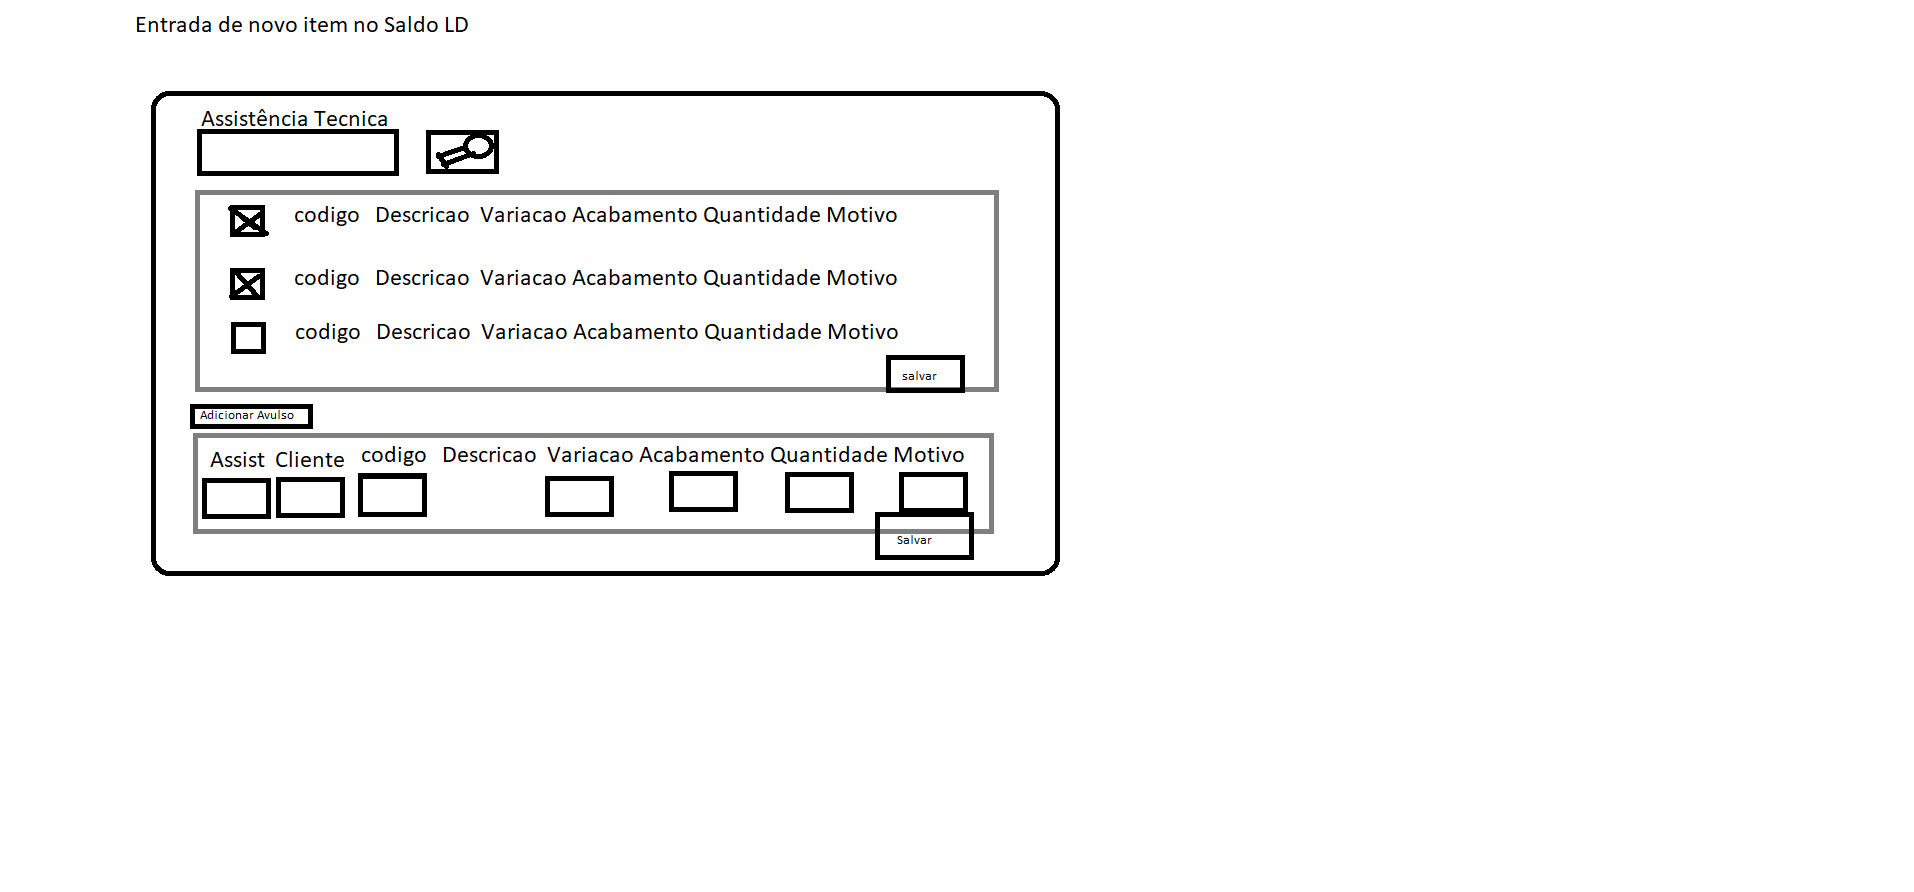 Entrada de novo item no Saldo LD
Assistência Tecnica
codigo Descricao Variacao Acabamento Quantidade Motivo
codigo Descricao Variacao Acabamento Quantidade Motivo
codigo Descricao Variacao Acabamento Quantidade Motivo
salvar
Adicionar Avulso
Assist Cliente codigo Descricao Variacao Acabamento Quantidade Motivo
Salvar